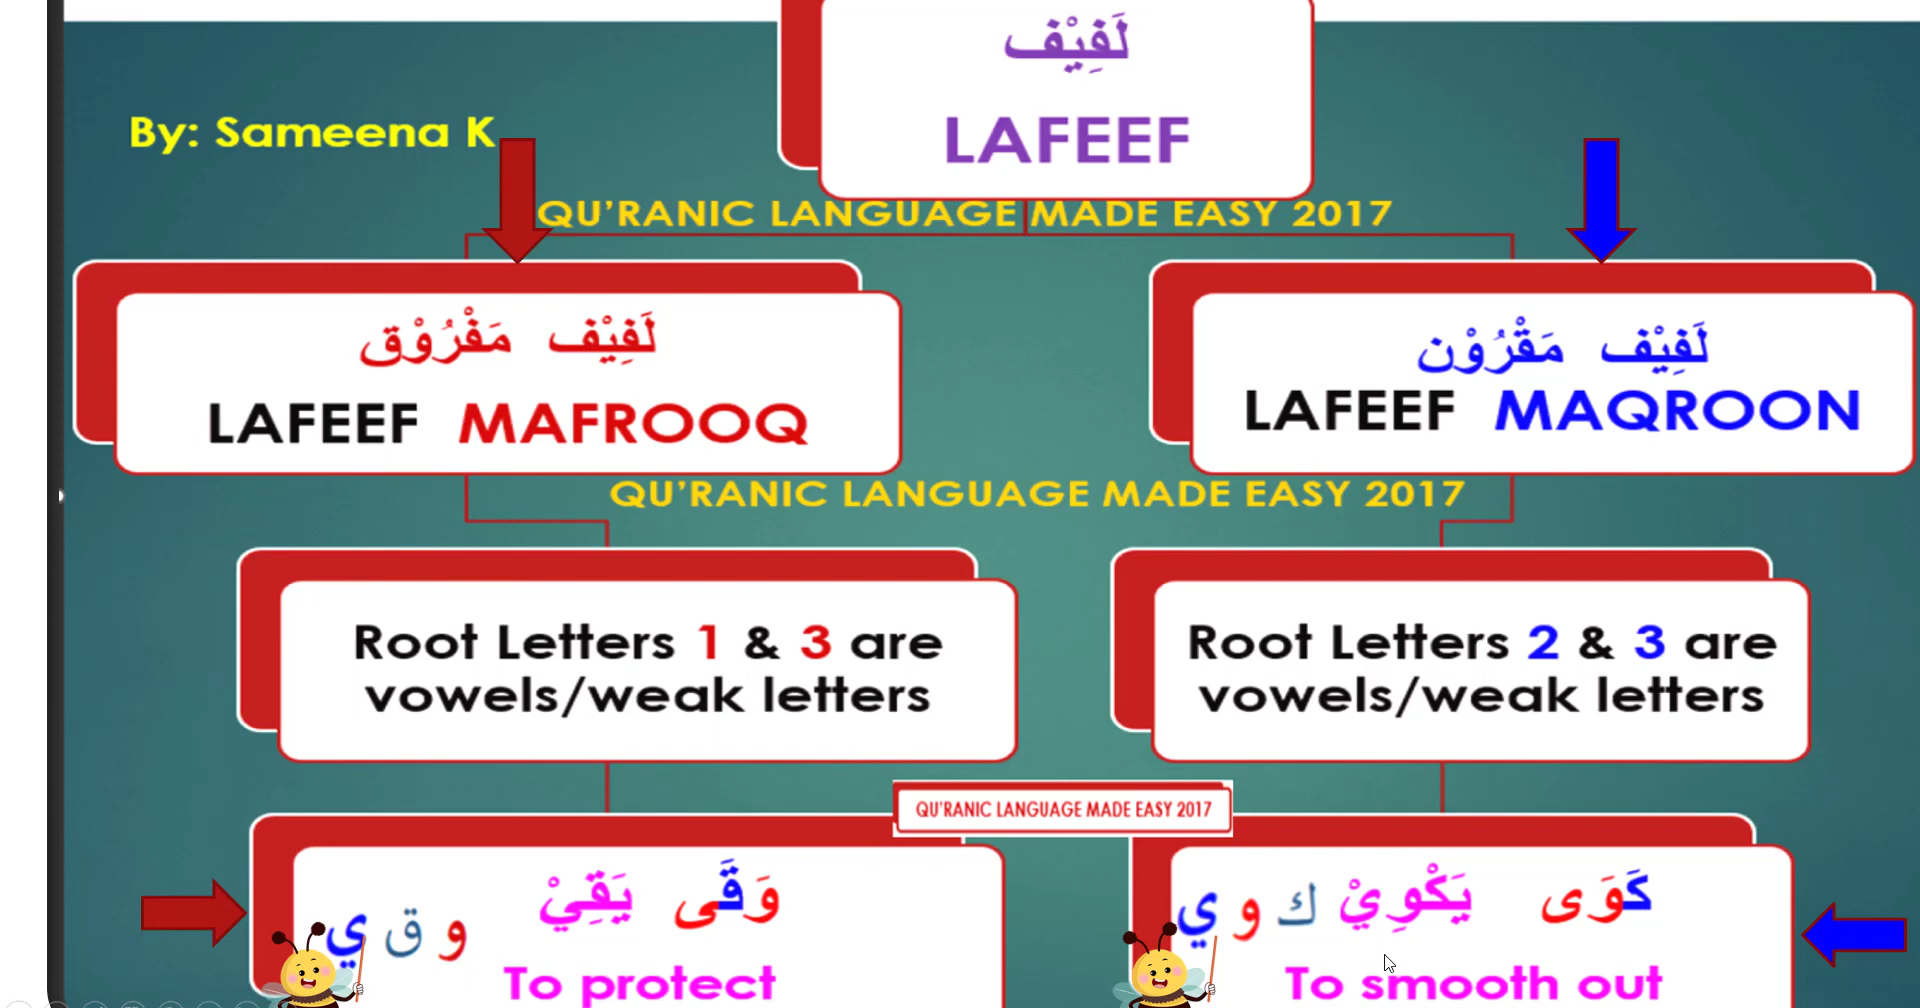 لَفِيْف
LAFEEF
By: Sameena K
QU’RANIC LANGUAGE MADE EASY 2017
لَفِيْف مَفْرُوْق
LAFEEF MAFROOQ
لَفِيْف مَقْرُوْن
LAFEEF MAQROON
QU’RANIC LANGUAGE MADE EASY 2017
Root Letters 1 & 3 are
vowels/weak letters
Root Letters 2 & 3 are
vowels/weak letters
QU'RANIC LANGUAGE MADE EASY 2017
وَقَى يَقِيْ و ق ي
To protect
كَوَى يَكْوِيْ ك و ي
To smooth out